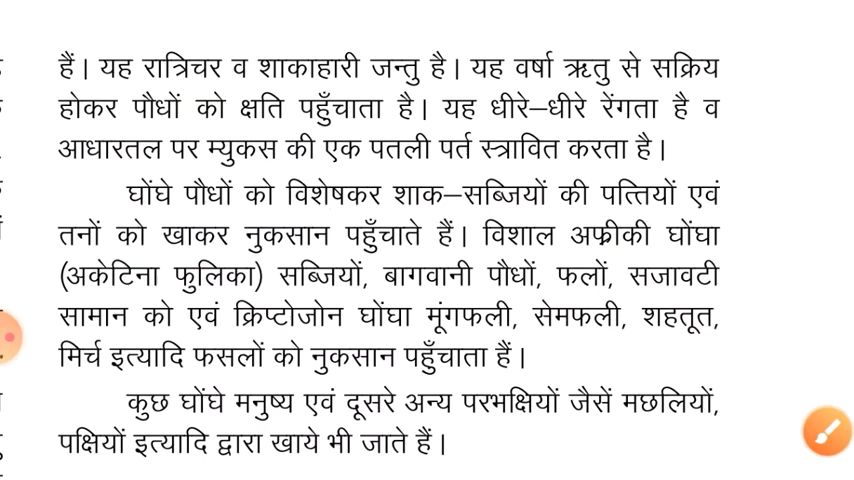 हैं। यह रात्रिचर व शाकाहारी जन्तु है। यह वर्षा ऋतु से सक्रिय
होकर पौधों को क्षति पहुँचाता है। यह धीरे–धीरे रेंगता है व
आधारतल पर म्युकस की एक पतली पर्त स्त्रावित करता है।
घोंघे पौधों को विशेषकर शाक–सब्जियों की पत्तियों एवं
तनों को खाकर नुकसान पहुँचाते हैं। विशाल अफ्रीकी घोंघा
(अकेटिना फुलिका) सब्जियों, बागवानी पौधों, फलों, सजावटी
सामान को एवं क्रिप्टोजोन घोंघा मूंगफली, सेमफली, शहतूत,
मिर्च इत्यादि फसलों को नुकसान पहुँचाता हैं।
कुछ घोंघे मनुष्य एवं दूसरे अन्य परभक्षियों जैसें मछलियों,
पक्षियों इत्यादि द्वारा खाये भी जाते हैं।